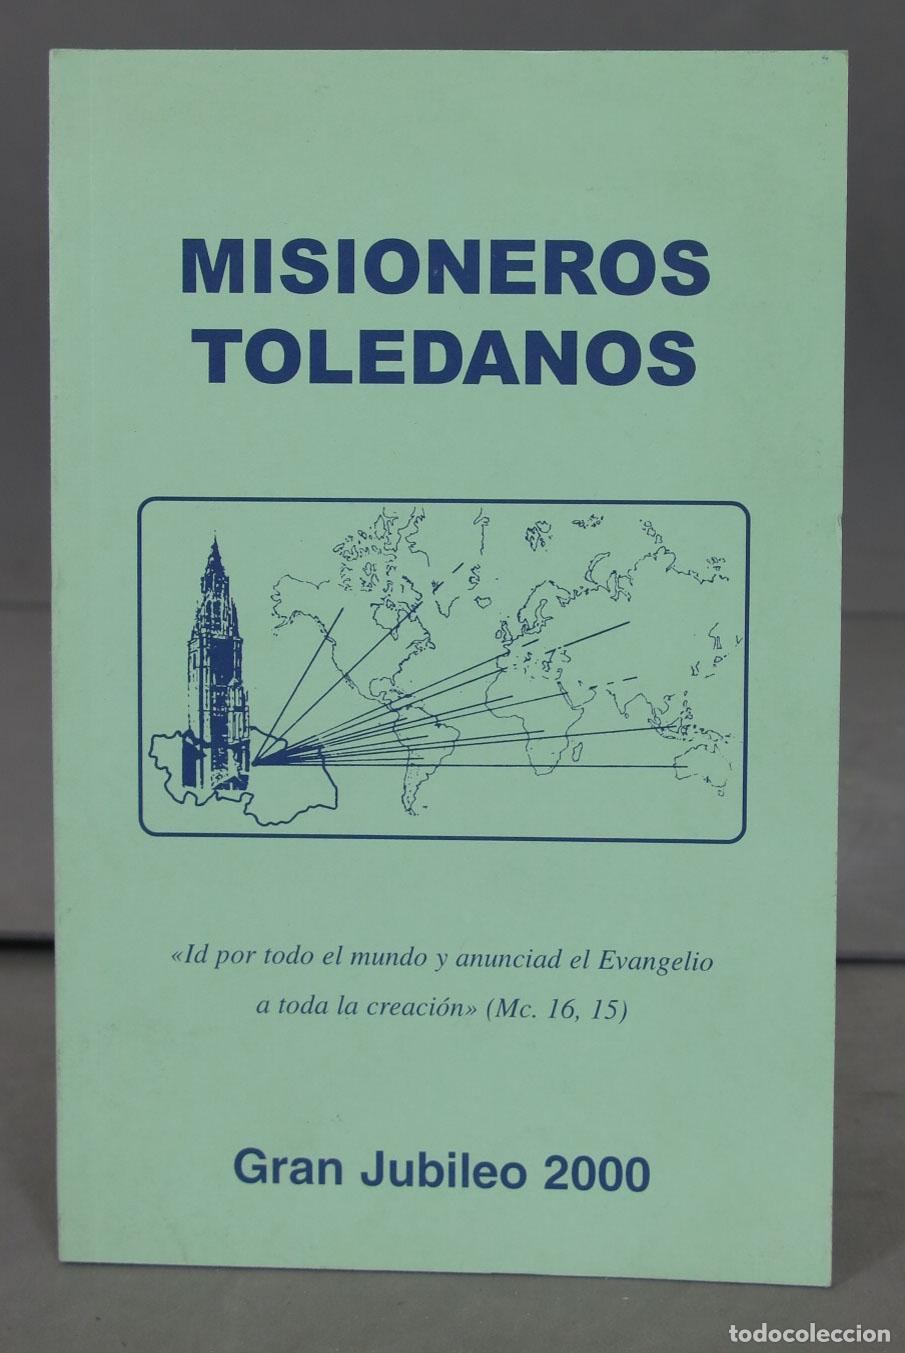 MISIONEROS
TOLEDANOS
«Id por todo el mundo y anunciad el Evangelio
a toda la creación» (Mc. 16, 15)
Gran Jubileo 2000
todocoleccion